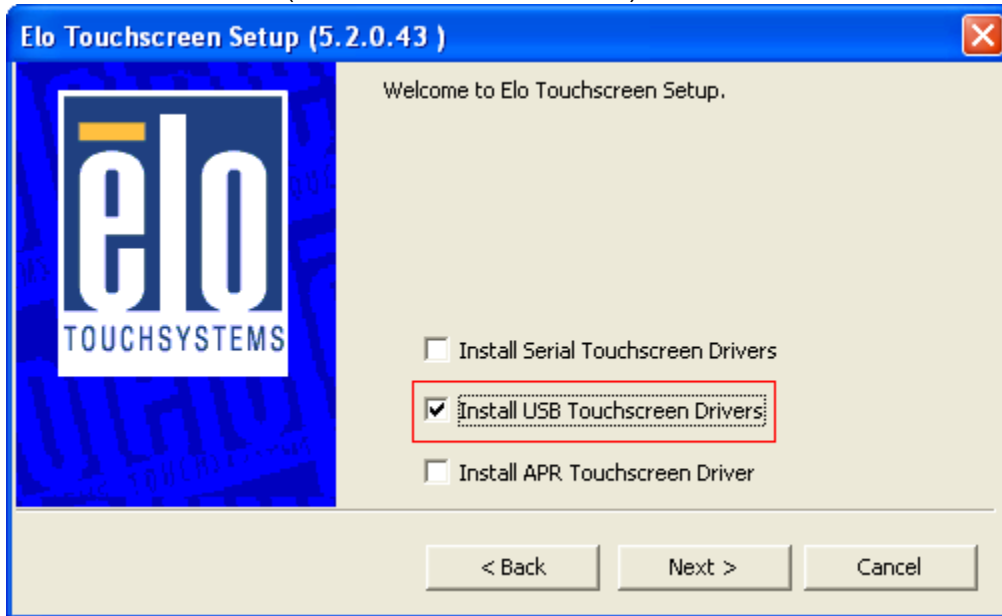 Elo Touchscreen Setup (5.2.0.43 )
Welcome to Elo Touchscreen Setup.
ēlo
TOUCHSYSTEMS
Install Serial Touchscreen Drivers
Install USB Touchscreen Drivers
Install APR Touchscreen Driver
< Back
Next >
Cancel